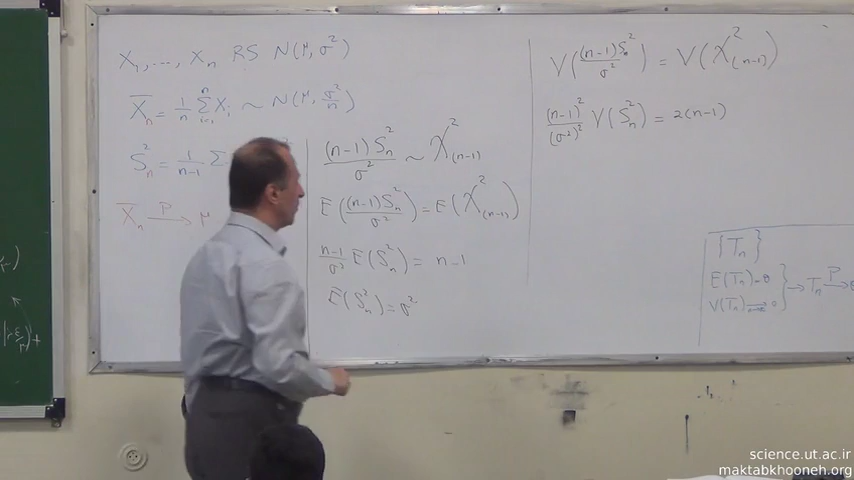 X₁, ..., Xₙ RS N(μ, σ²)
X̄ₙ = 1/n Σᵢ₌₁ⁿ Xᵢ ~ N(μ, σ²/n)
Sₙ² = 1/(n-1) Σ
X̄ₙ —P→ μ
(n-1)Sₙ²/σ² ~ χ²₍ₙ₋₁₎
E((n-1)Sₙ²/σ²) = E(χ²₍ₙ₋₁₎)
(n-1)/σ² E(Sₙ²) = n-1
E(Sₙ²) = σ²
V((n-1)Sₙ²/σ²) = V(χ²₍ₙ₋₁₎)
(n-1)²/(σ²)² V(Sₙ²) = 2(n-1)
{Tₙ}
E(Tₙ) = θ
V(Tₙ) —n→∞→ 0 } → Tₙ —P→ θ
science.ut.ac.ir
maktabkhooneh.org